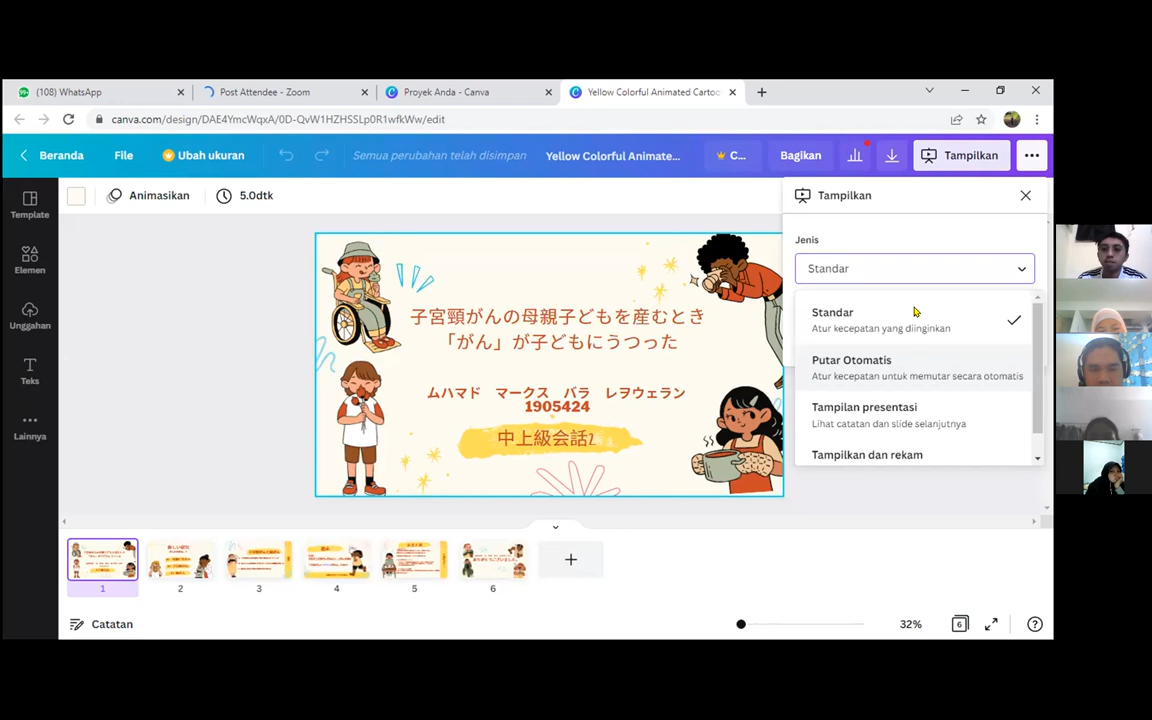 (108) WhatsApp
Post Attendee - Zoom
Proyek Anda - Canva
Yellow Colorful Animated Cartoo
canva.com/design/DAE4YmcWqxA/0D-QvW1HZHSSLp0R1wfkWw/edit
Beranda
File
Ubah ukuran
Semua perubahan telah disimpan
Yellow Colorful Animate...
C...
Bagikan
Tampilkan
Template
Elemen
Unggahan
Teks
Lainnya
Animasikan
5.0dtk
Tampilkan
Jenis
Standar
Standar
Atur kecepatan yang diinginkan
Putar Otomatis
Atur kecepatan untuk memutar secara otomatis
Tampilan presentasi
Lihat catatan dan slide selanjutnya
Tampilkan dan rekam
子宮頸がんの母親子どもを産むとき
「がん」が子どもにうつった
ムハマド マークス バラ レヲウェラン
1905424
中上級会話2
1
2
3
4
5
6
Catatan
32%
6